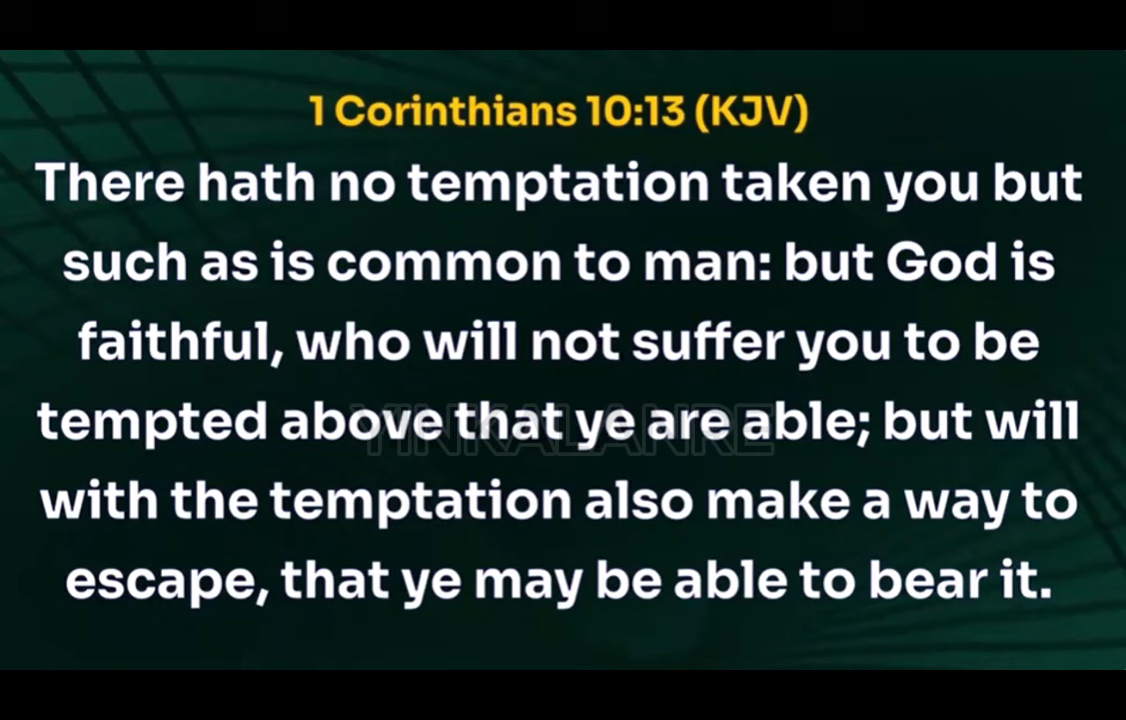 1 Corinthians 10:13 (KJV)
There hath no temptation taken you but
such as is common to man: but God is
faithful, who will not suffer you to be
tempted above that ye are able; but will
YINKALANRE
with the temptation also make a way to
escape, that ye may be able to bear it.